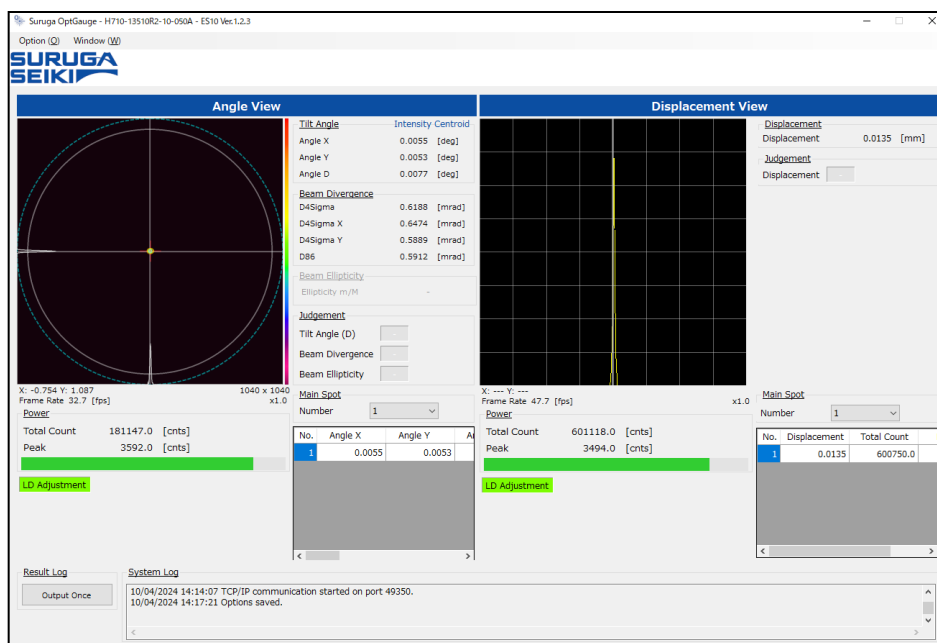 Suruga OptGauge - H710-13510R2-10-050A - ES10 Ver.1.2.3
Option (O) Window (W)
SURUGA
SEIKI
Angle View
Tilt Angle Intensity Centroid
Angle X 0.0055 [deg]
Angle Y 0.0053 [deg]
Angle D 0.0077 [deg]
Beam Divergence
D4Sigma 0.6188 [mrad]
D4Sigma X 0.6474 [mrad]
D4Sigma Y 0.5889 [mrad]
D86 0.5912 [mrad]
Beam Ellipticity
Ellipticity m/M -
Judgement
Tilt Angle (D) -
Beam Divergence -
Beam Ellipticity -
X: -0.754 Y: 1.087 1040 x 1040
Frame Rate 32.7 [fps] x1.0
Power
Total Count 181147.0 [cnts]
Peak 3592.0 [cnts]
LD Adjustment
Main Spot
Number 1
No. Angle X Angle Y A
1 0.0055 0.0053
Displacement View
Displacement
Displacement 0.0135 [mm]
Judgement
Displacement -
X: --- Y: ---
Frame Rate 47.7 [fps] x1.0
Power
Total Count 601118.0 [cnts]
Peak 3494.0 [cnts]
LD Adjustment
Main Spot
Number 1
No. Displacement Total Count
1 0.0135 600750.0
Result Log
Output Once
System Log
10/04/2024 14:14:07 TCP/IP communication started on port 49350.
10/04/2024 14:17:21 Options saved.